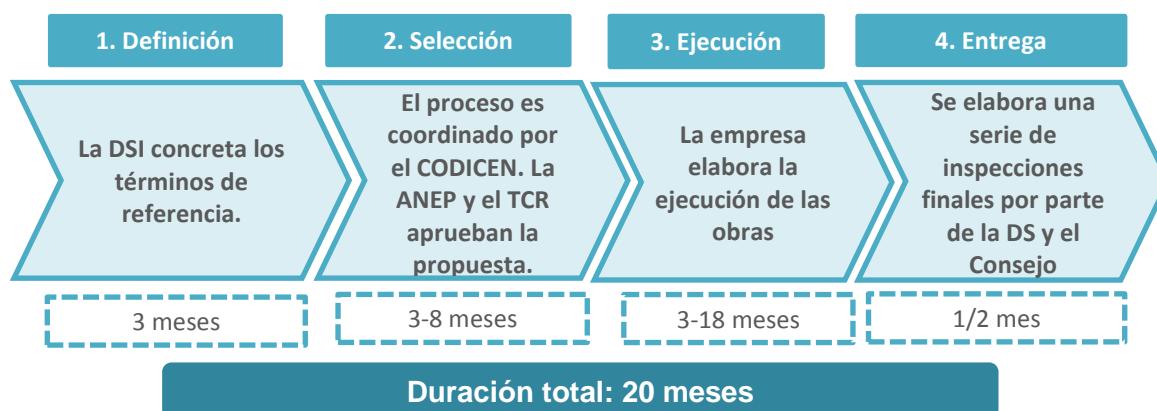 1. Definición
2. Selección
3. Ejecución
4. Entrega
La DSI concreta los
términos de
referencia.
El proceso es
coordinado por
el CODICEN. La
ANEP y el TCR
aprueban la
propuesta.
La empresa
elabora la
ejecución de las
obras
Se elabora una
serie de
inspecciones
finales por parte
de la DS y el
Consejo
3 meses
3-8 meses
3-18 meses
1/2 mes
Duración total: 20 meses